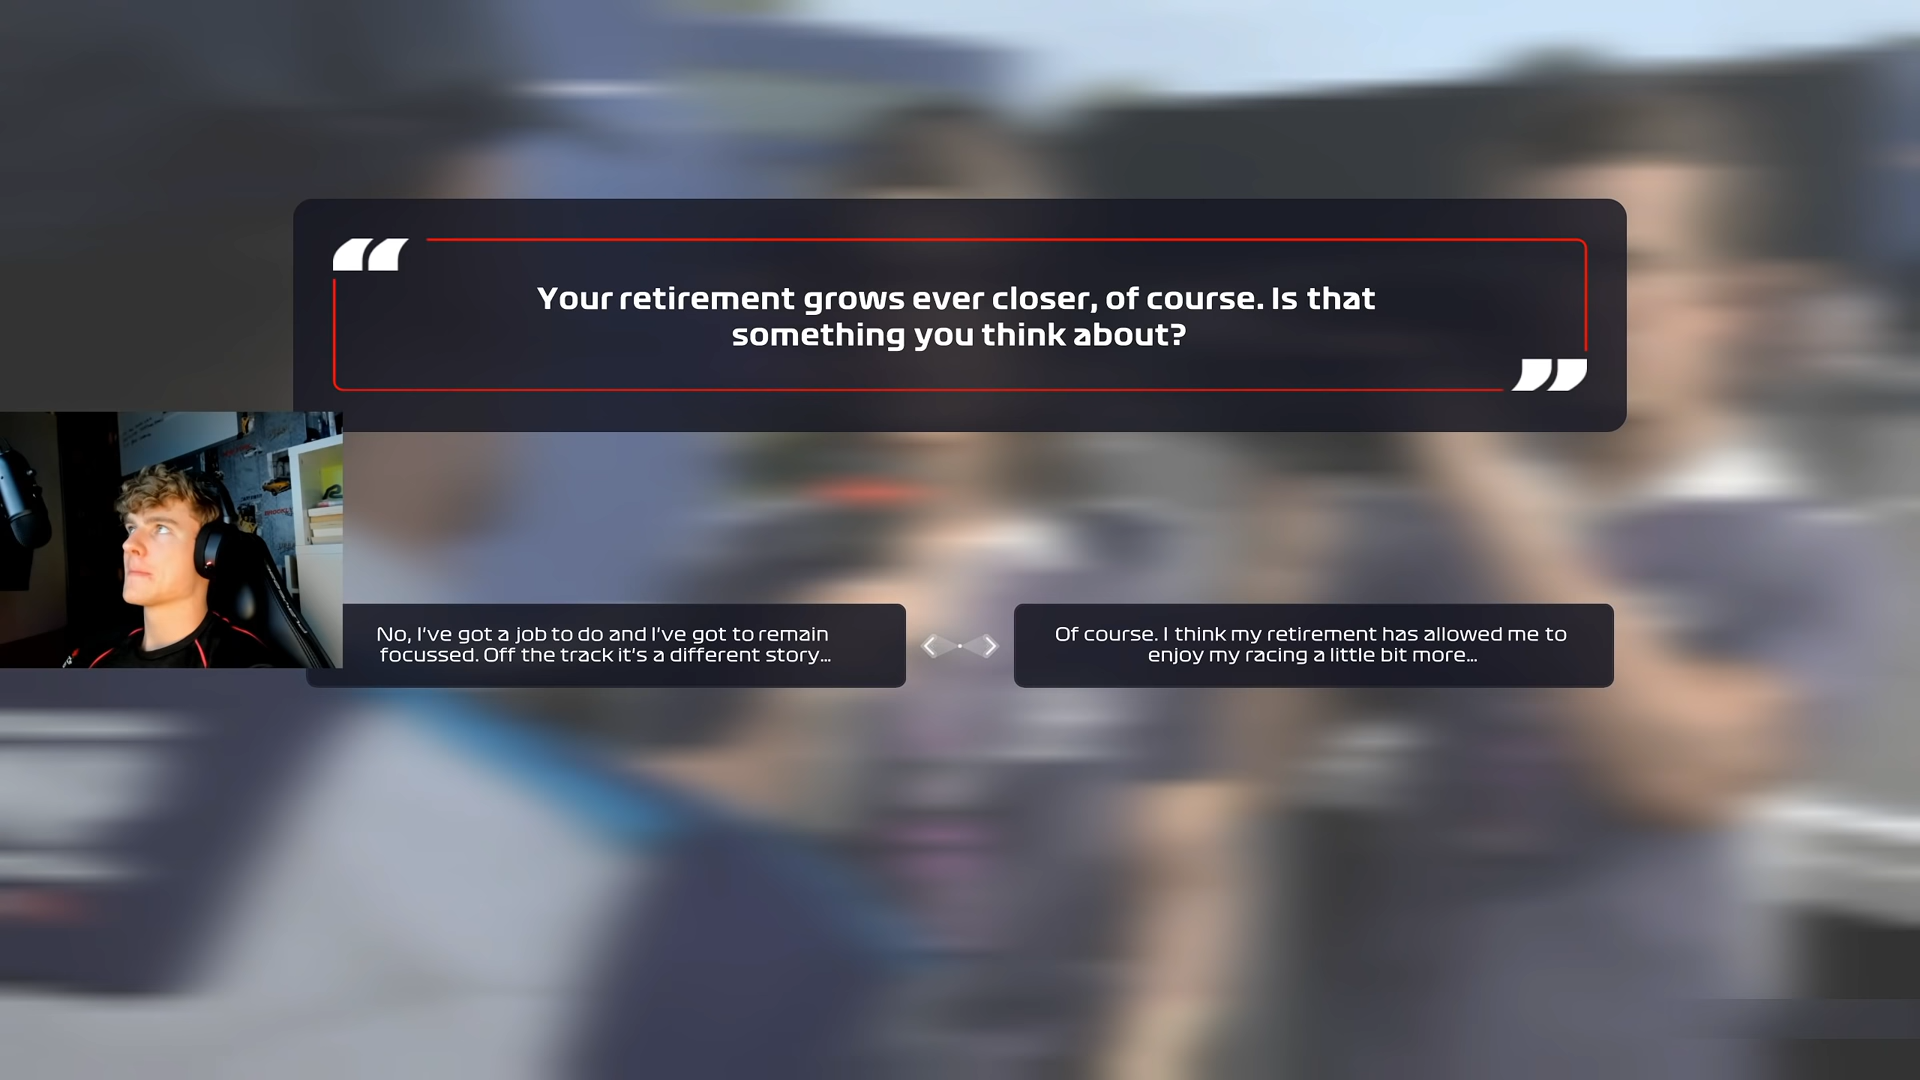 Your retirement grows ever closer, of course. Is that
something you think about?
No, I've got a job to do and I've got to remain
focussed. Off the track it's a different story...
Of course. I think my retirement has allowed me to
enjoy my racing a little bit more...